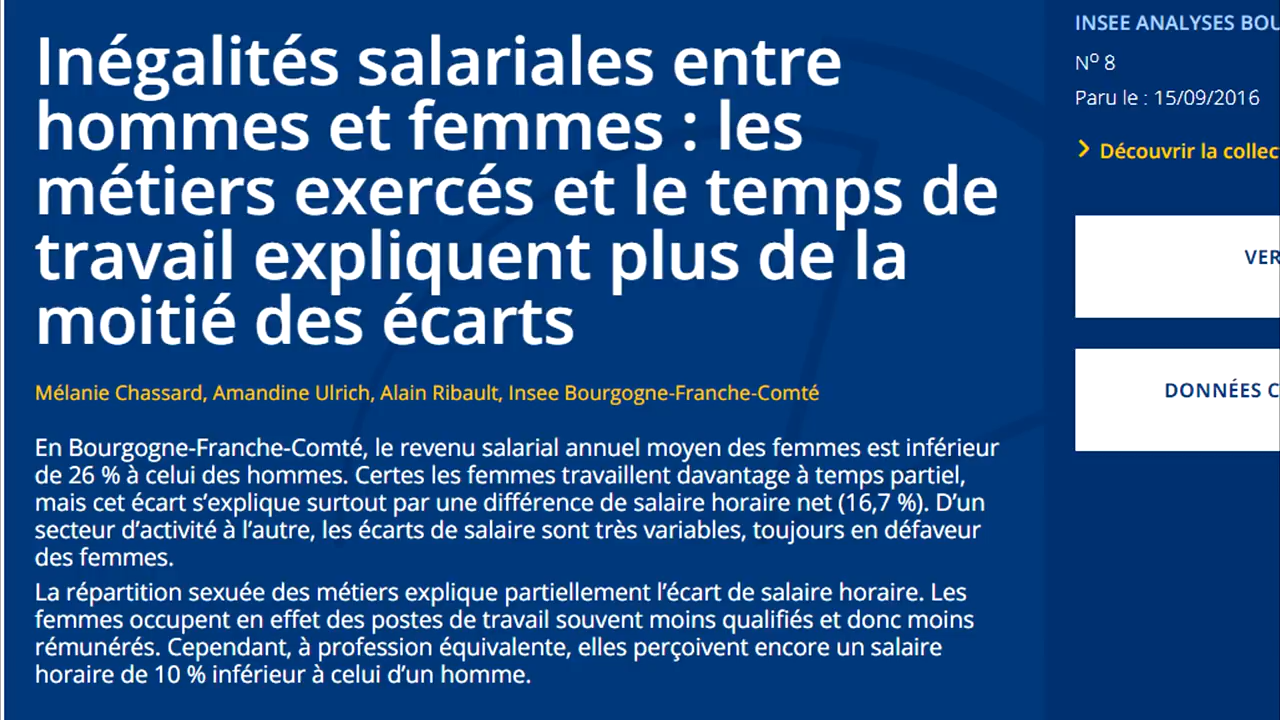 Inégalités salariales entre
hommes et femmes : les
métiers exercés et le temps de
travail expliquent plus de la
moitié des écarts
Mélanie Chassard, Amandine Ulrich, Alain Ribault, Insee Bourgogne-Franche-Comté
En Bourgogne-Franche-Comté, le revenu salarial annuel moyen des femmes est inférieur
de 26 % à celui des hommes. Certes les femmes travaillent davantage à temps partiel,
mais cet écart s’explique surtout par une différence de salaire horaire net (16,7 %). D’un
secteur d’activité à l’autre, les écarts de salaire sont très variables, toujours en défaveur
des femmes.
La répartition sexuée des métiers explique partiellement l’écart de salaire horaire. Les
femmes occupent en effet des postes de travail souvent moins qualifiés et donc moins
rémunérés. Cependant, à profession équivalente, elles perçoivent encore un salaire
horaire de 10 % inférieur à celui d’un homme.
INSEE ANALYSES BOU
Nº 8
Paru le : 15/09/2016
Découvrir la collec
VER
DONNÉES C